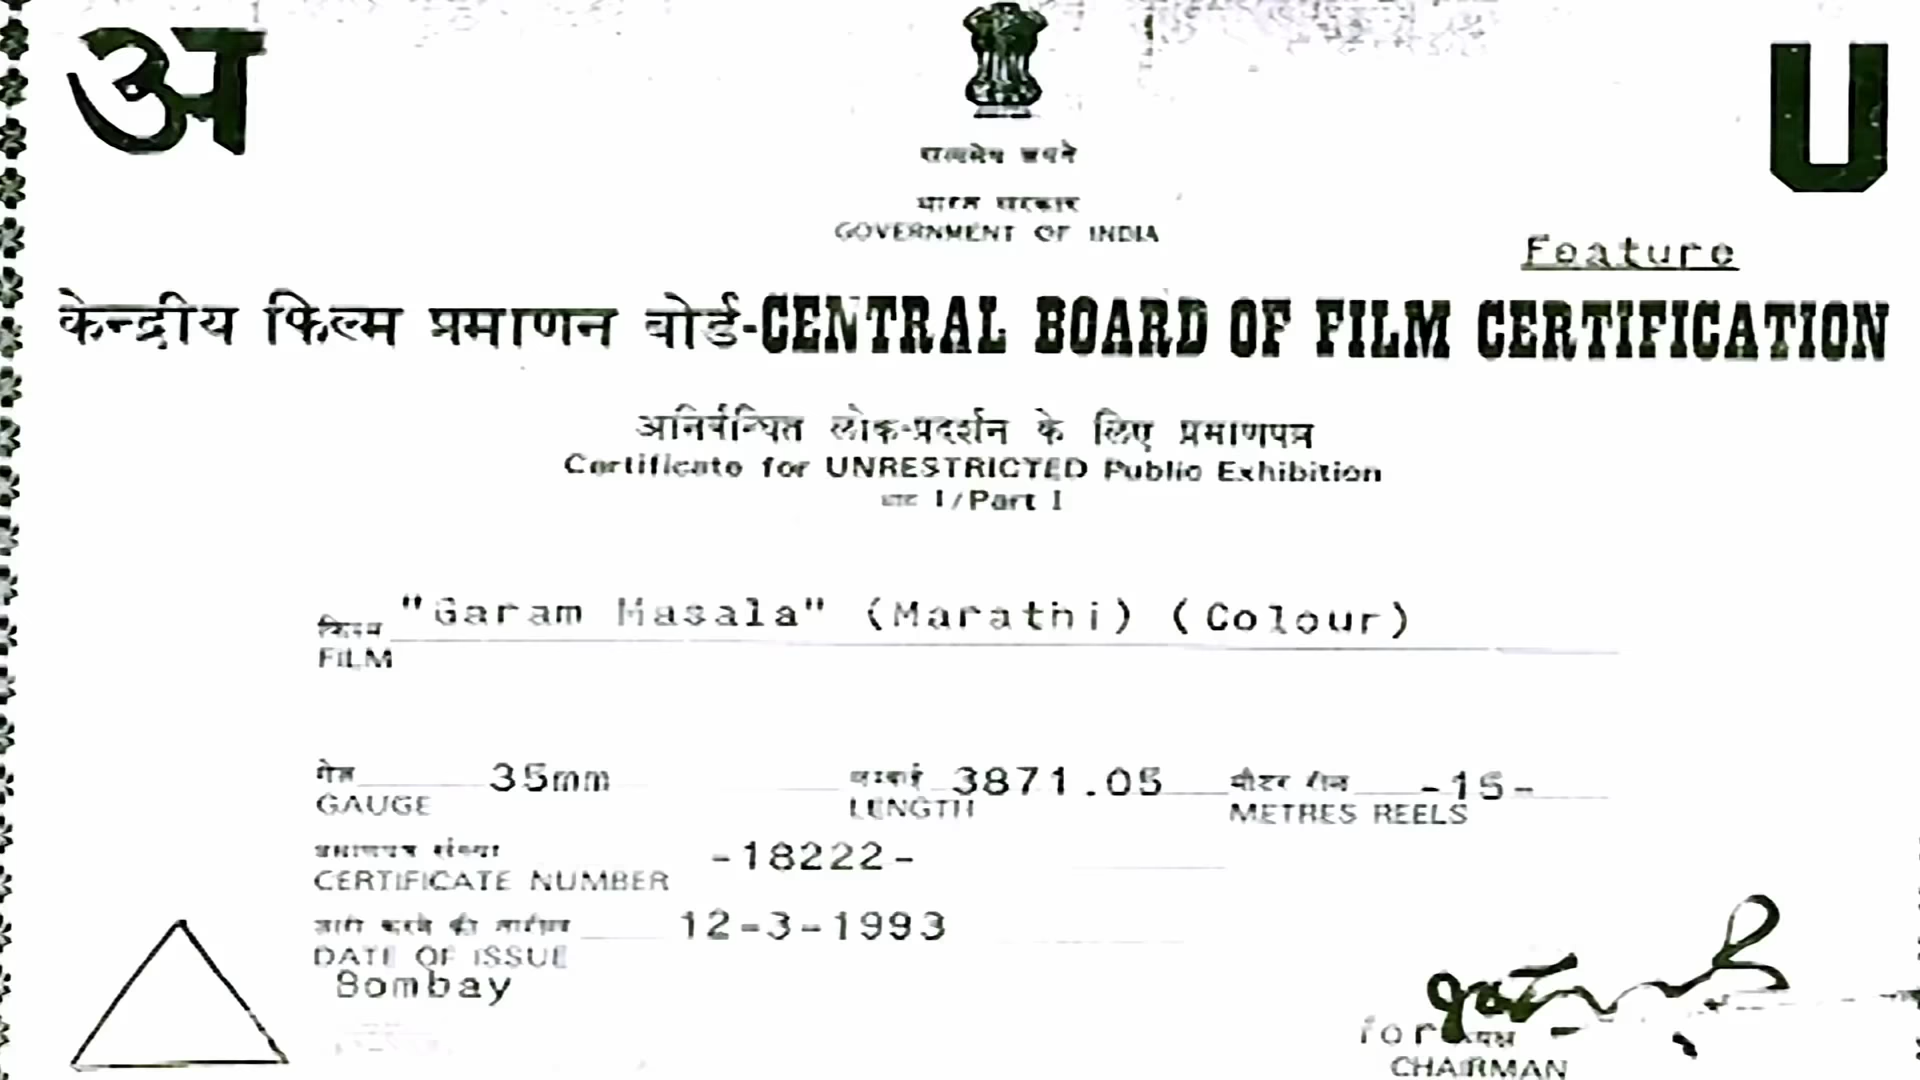 अ
U
सत्यमेव जयते
भारत सरकार
GOVERNMENT OF INDIA
Feature
केन्द्रीय फिल्म प्रमाणन बोर्ड-CENTRAL BOARD OF FILM CERTIFICATION
अनिर्बन्धित लोक-प्रदर्शन के लिए प्रमाणपत्र
Certificate for UNRESTRICTED Public Exhibition
भाग I/Part I
फिल्म "Garam Masala" (Marathi) (Colour)
FILM
गेज 35mm लम्बाई 3871.05 मीटर रील -15-
GAUGE LENGTH METRES REELS
प्रमाणपत्र संख्या -18222-
CERTIFICATE NUMBER
जारी करने की तारीख 12-3-1993
DATE OF ISSUE
Bombay
for
CHAIRMAN